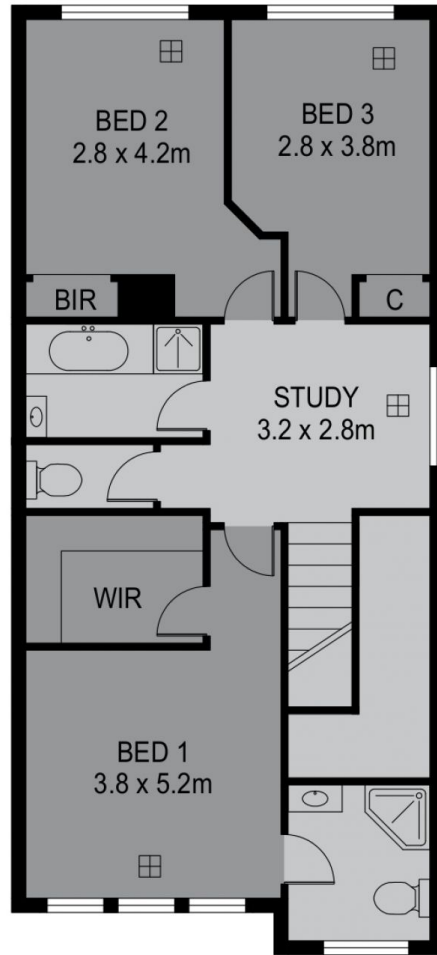 BED 2
2.8 x 4.2m
BED 3
2.8 x 3.8m
BIR
C
STUDY
3.2 x 2.8m
WIR
BED 1
3.8 x 5.2m